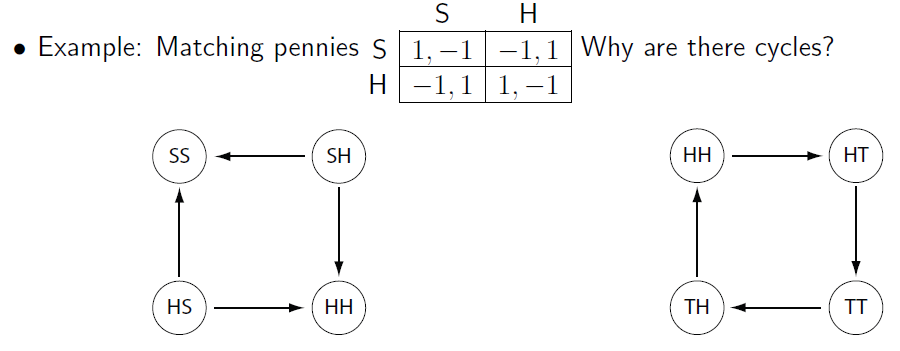 S H
• Example: Matching pennies S 1, −1 −1, 1 Why are there cycles?
H −1, 1 1, −1
SS SH HH HT
HS HH TH TT